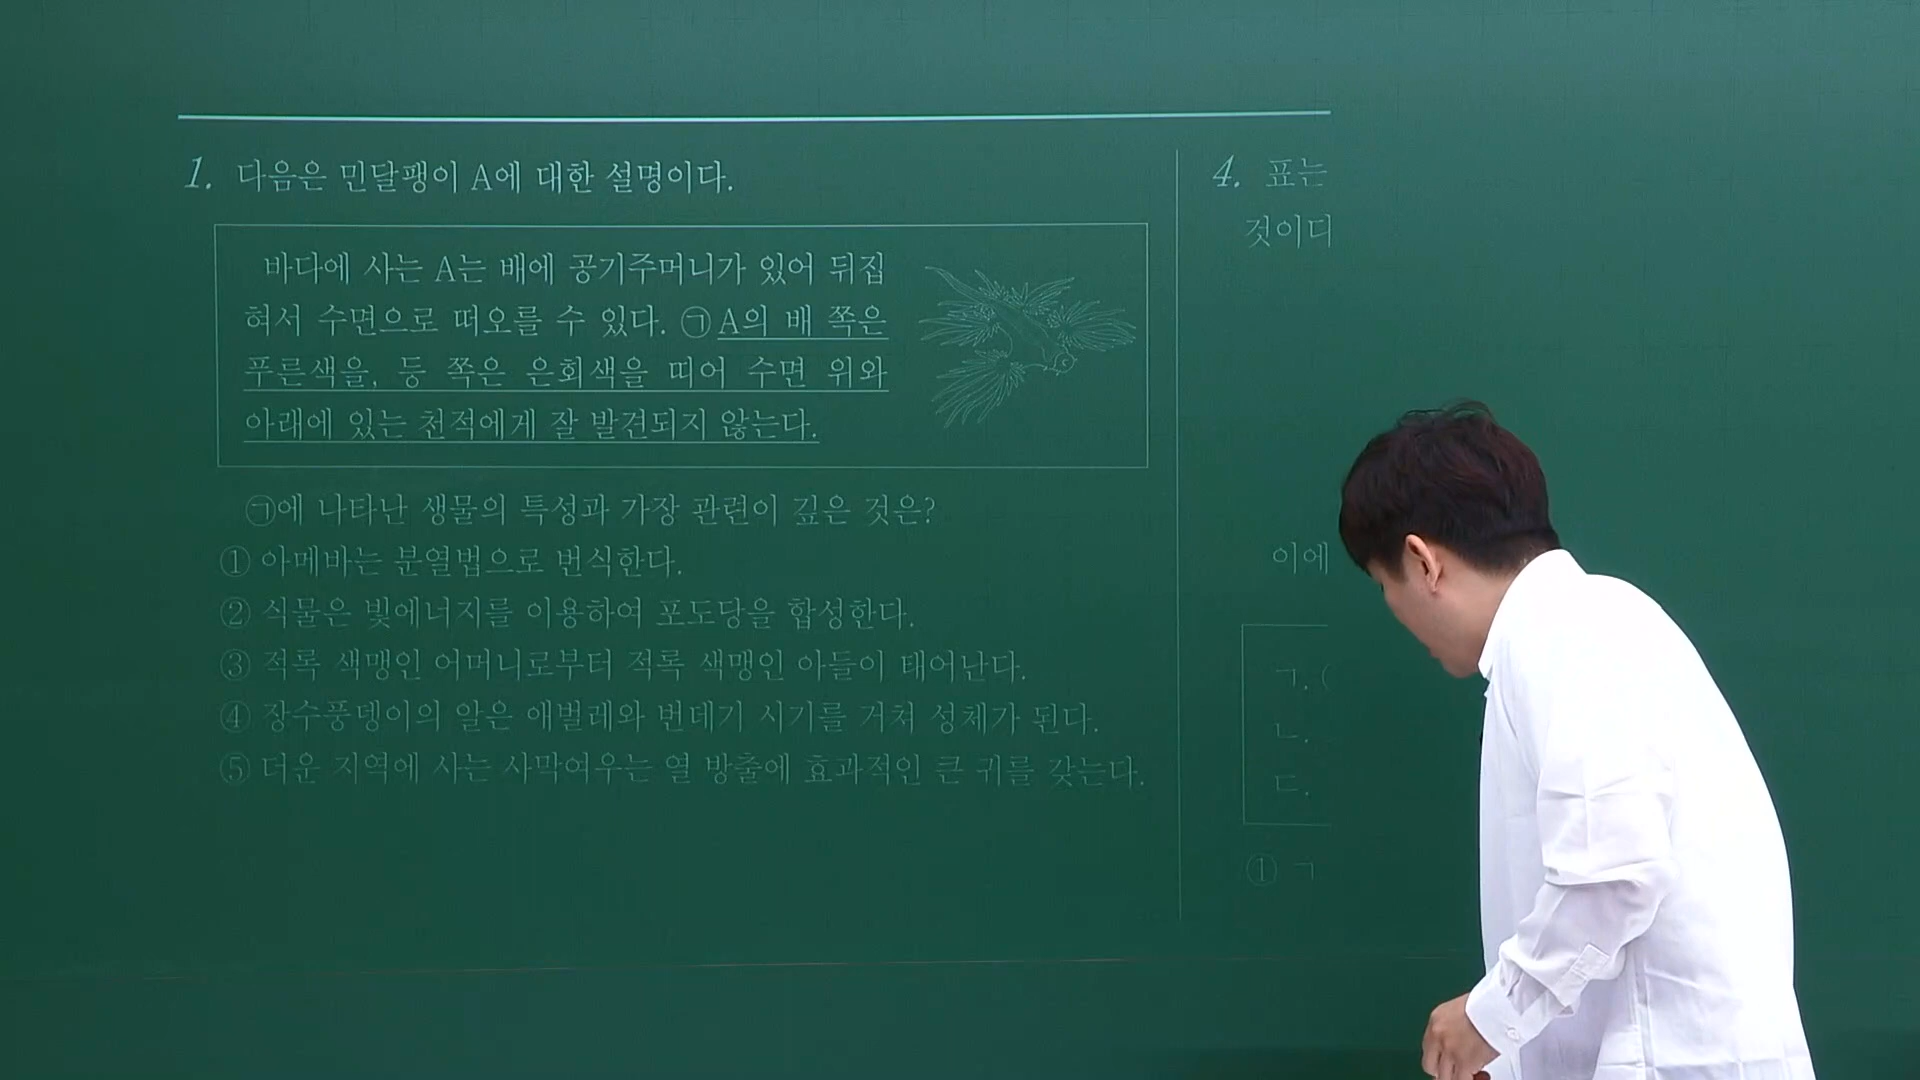 1. 다음은 민달팽이 A에 대한 설명이다.
바다에 사는 A는 배에 공기주머니가 있어 뒤집
혀서 수면으로 떠오를 수 있다. ㉠ A의 배 쪽은
푸른색을, 등 쪽은 은회색을 띠어 수면 위와
아래에 있는 천적에게 잘 발견되지 않는다.
㉠에 나타난 생물의 특성과 가장 관련이 깊은 것은?
① 아메바는 분열법으로 번식한다.
② 식물은 빛에너지를 이용하여 포도당을 합성한다.
③ 적록 색맹인 어머니로부터 적록 색맹인 아들이 태어난다.
④ 장수풍뎅이의 알은 애벌레와 번데기 시기를 거쳐 성체가 된다.
⑤ 더운 지역에 사는 사막여우는 열 방출에 효과적인 큰 귀를 갖는다.
4. 표는
것이디
이에
ㄱ. (
ㄴ.
ㄷ.
① ㄱ